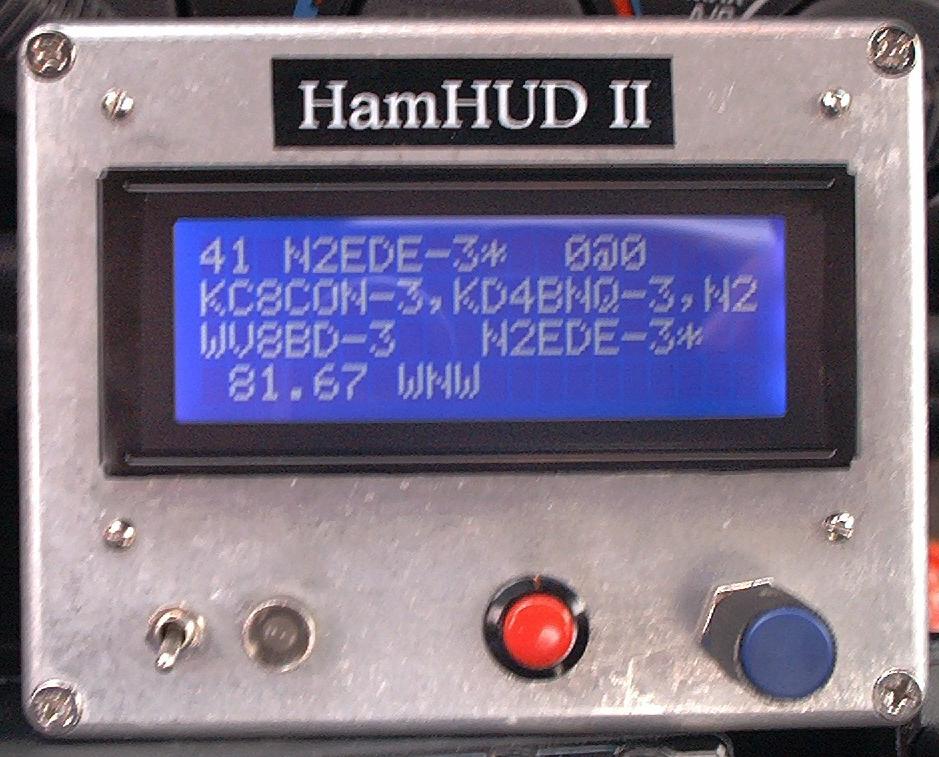 HamHUD II
41 N2EDE-3*  0@0
KC8CON-3,KD4BNQ-3,N2
WV8BD-3   N2EDE-3*
81.67 WNW